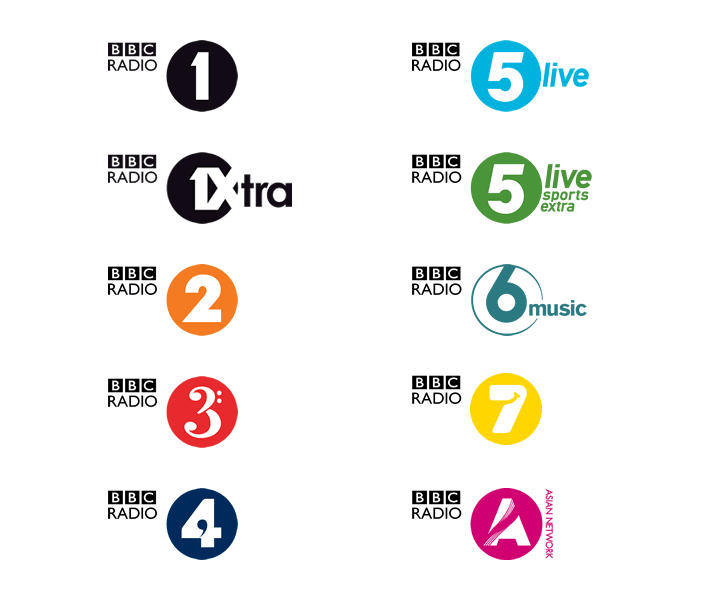 BBC
RADIO 1
BBC
RADIO 1Xtra
BBC
RADIO 2
BBC
RADIO 3
BBC
RADIO 4
BBC
RADIO 5 live
BBC
RADIO 5 live
sports
extra
BBC
RADIO 6 music
BBC
RADIO 7
BBC
RADIO A ASIAN NETWORK